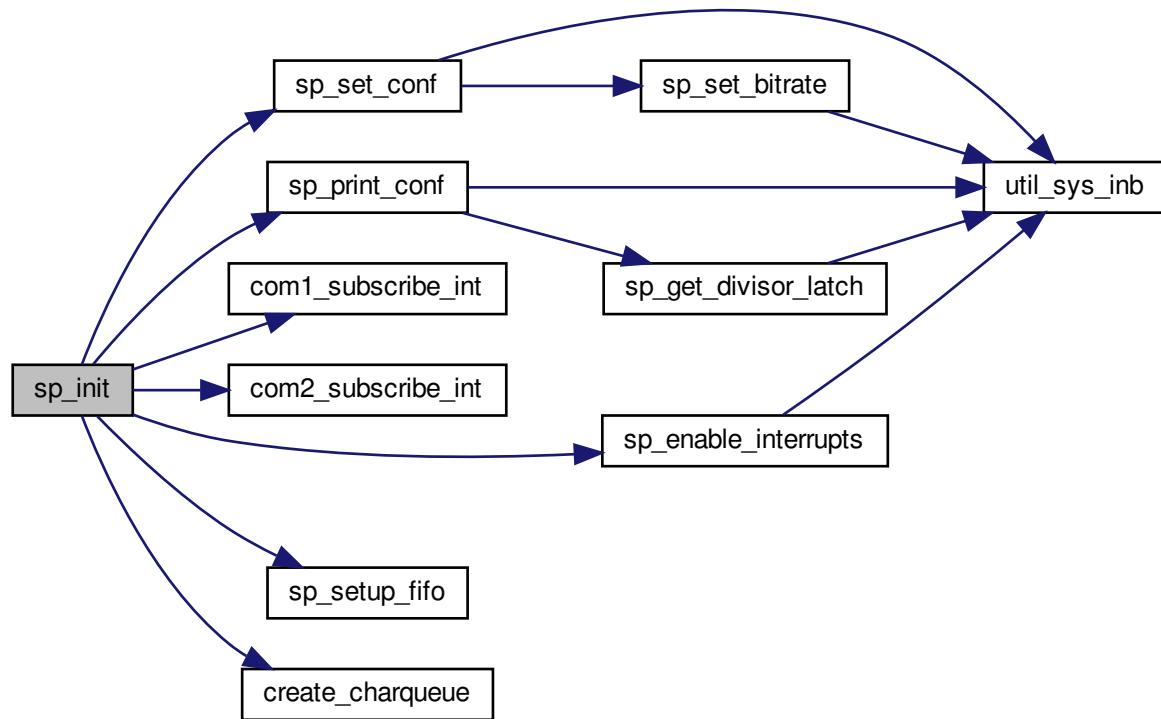 sp_set_conf
sp_set_bitrate
sp_print_conf
util_sys_inb
com1_subscribe_int
sp_get_divisor_latch
sp_init
com2_subscribe_int
sp_enable_interrupts
sp_setup_fifo
create_charqueue